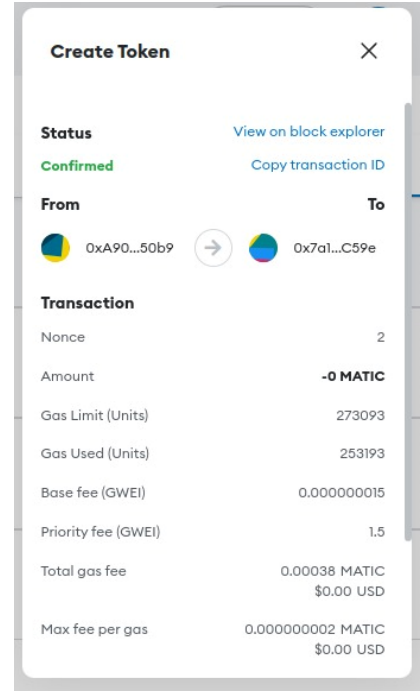 Create Token
Status View on block explorer
Confirmed Copy transaction ID
From To
0xA90...50b9 0x7a1...C59e
Transaction
Nonce 2
Amount -0 MATIC
Gas Limit (Units) 273093
Gas Used (Units) 253193
Base fee (GWEI) 0.000000015
Priority fee (GWEI) 1.5
Total gas fee 0.00038 MATIC
$0.00 USD
Max fee per gas 0.000000002 MATIC
$0.00 USD